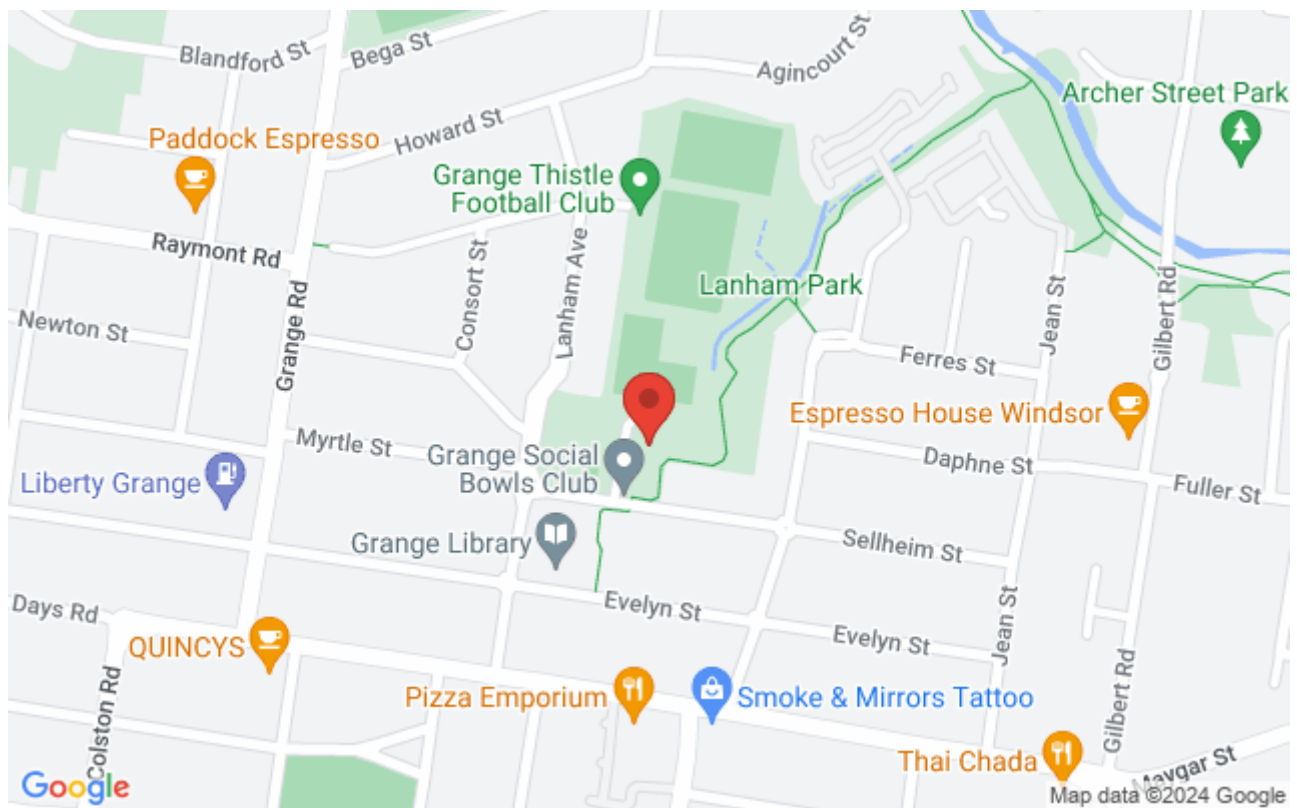 Blandford St
Bega St
Agincourt St
Archer Street Park
Paddock Espresso
Howard St
Grange Thistle
Football Club
Raymont Rd
Consort St
Lanham Ave
Lanham Park
Jean St
Gilbert Rd
Newton St
Grange Rd
Ferres St
Espresso House Windsor
Myrtle St
Grange Social
Bowls Club
Daphne St
Fuller St
Liberty Grange
Grange Library
Sellheim St
Days Rd
Evelyn St
Evelyn St
Jean St
QUINCYS
Colston Rd
Pizza Emporium
Smoke & Mirrors Tattoo
Gilbert Rd
Thai Chada
Maygar St
Google
Map data ©2024 Google